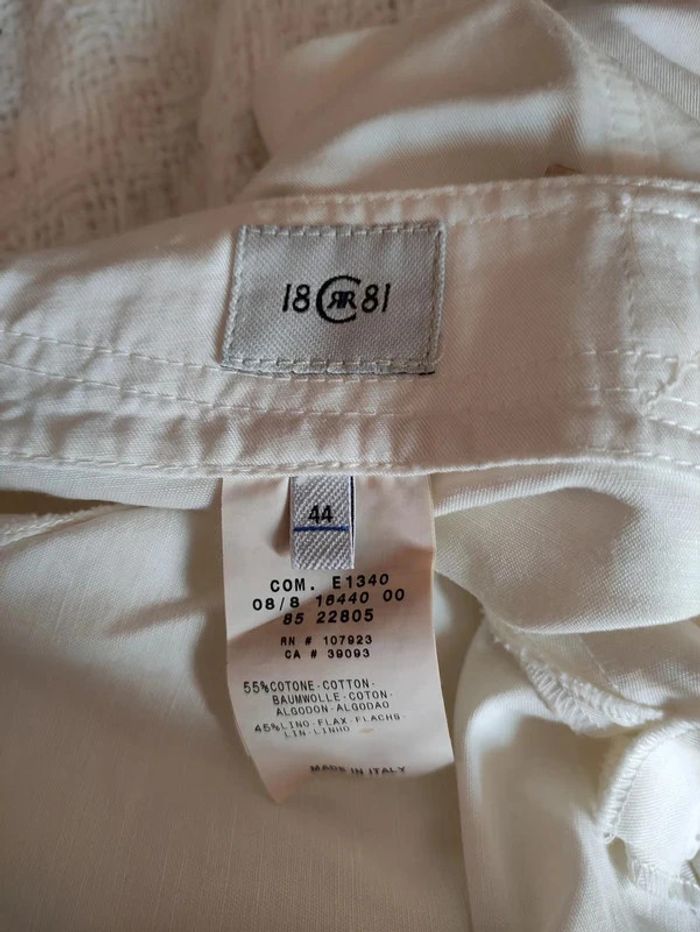 18 CRR 81
44
COM. E1340
08/8 16440 00
85 22805
RN # 107923
CA # 39093
55%COTONE-COTTON-
BAUMWOLLE-COTON-
ALGODON-ALGODAO
45%LINO-FLAX-FLACHS-
LIN-LINHO
MADE IN ITALY